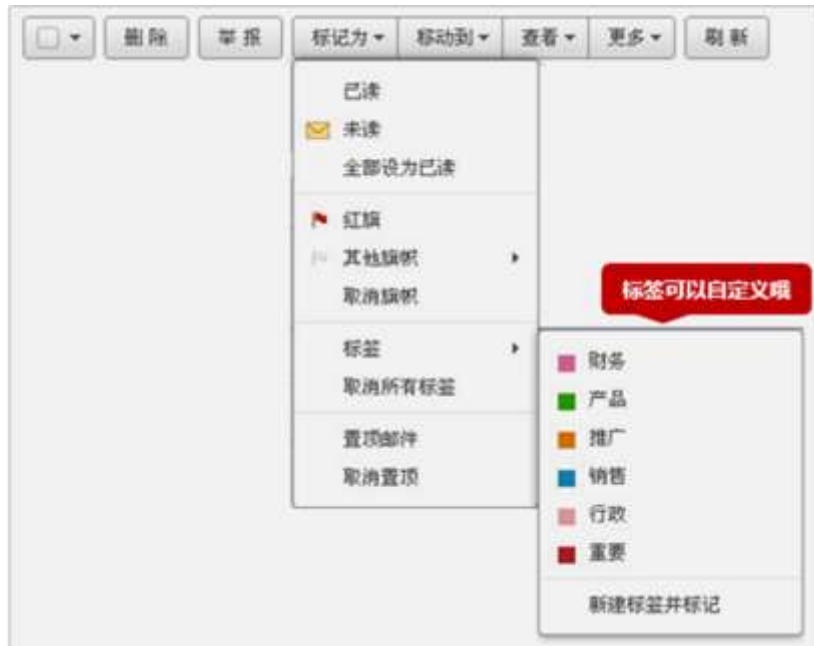 删 除 举 报 标记为 移动到 查看 更多 刷 新
已读
未读
全部设为已读
红旗
其他旗帜
取消旗帜
标签
取消所有标签
置顶邮件
取消置顶
标签可以自定义哦
财务
产品
推广
销售
行政
重要
新建标签并标记